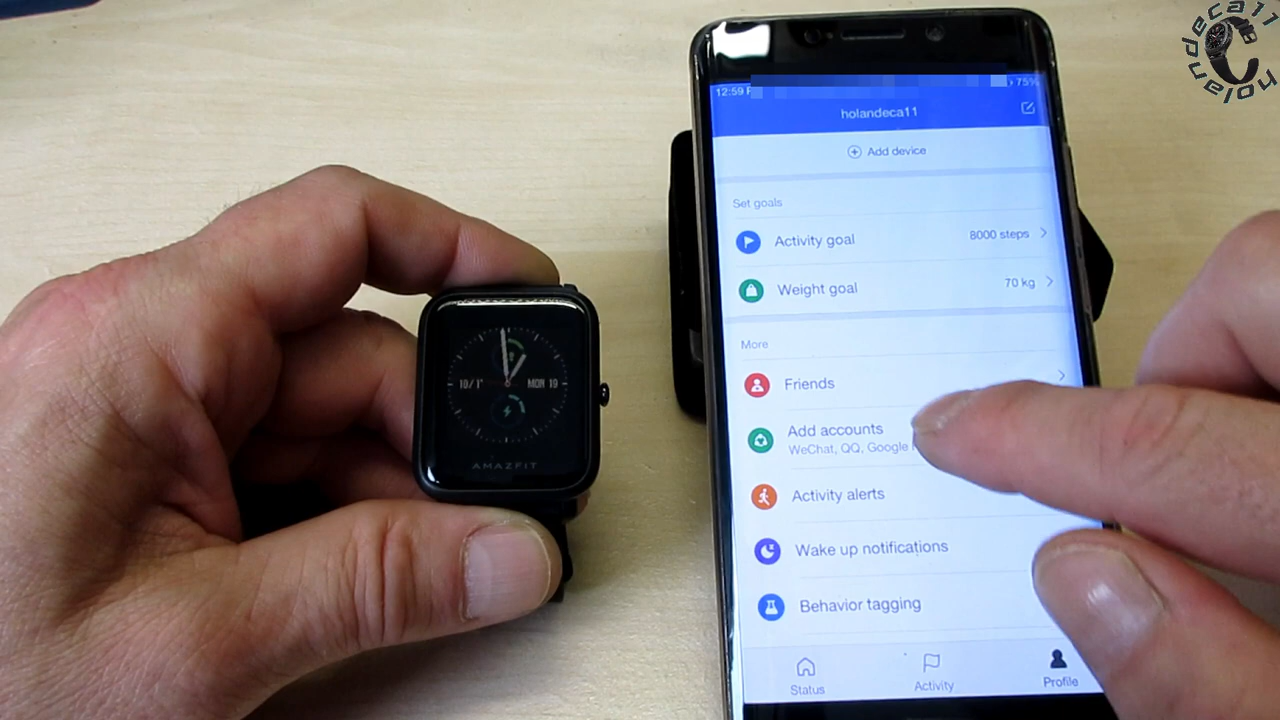 holandeca11
12:59
75%
holandeca11
Add device
Set goals
Activity goal
8000 steps
Weight goal
70 kg
More
Friends
Add accounts
WeChat, QQ, Google
Activity alerts
Wake up notifications
Behavior tagging
Status
Activity
Profile
MON 19
AMAZFIT